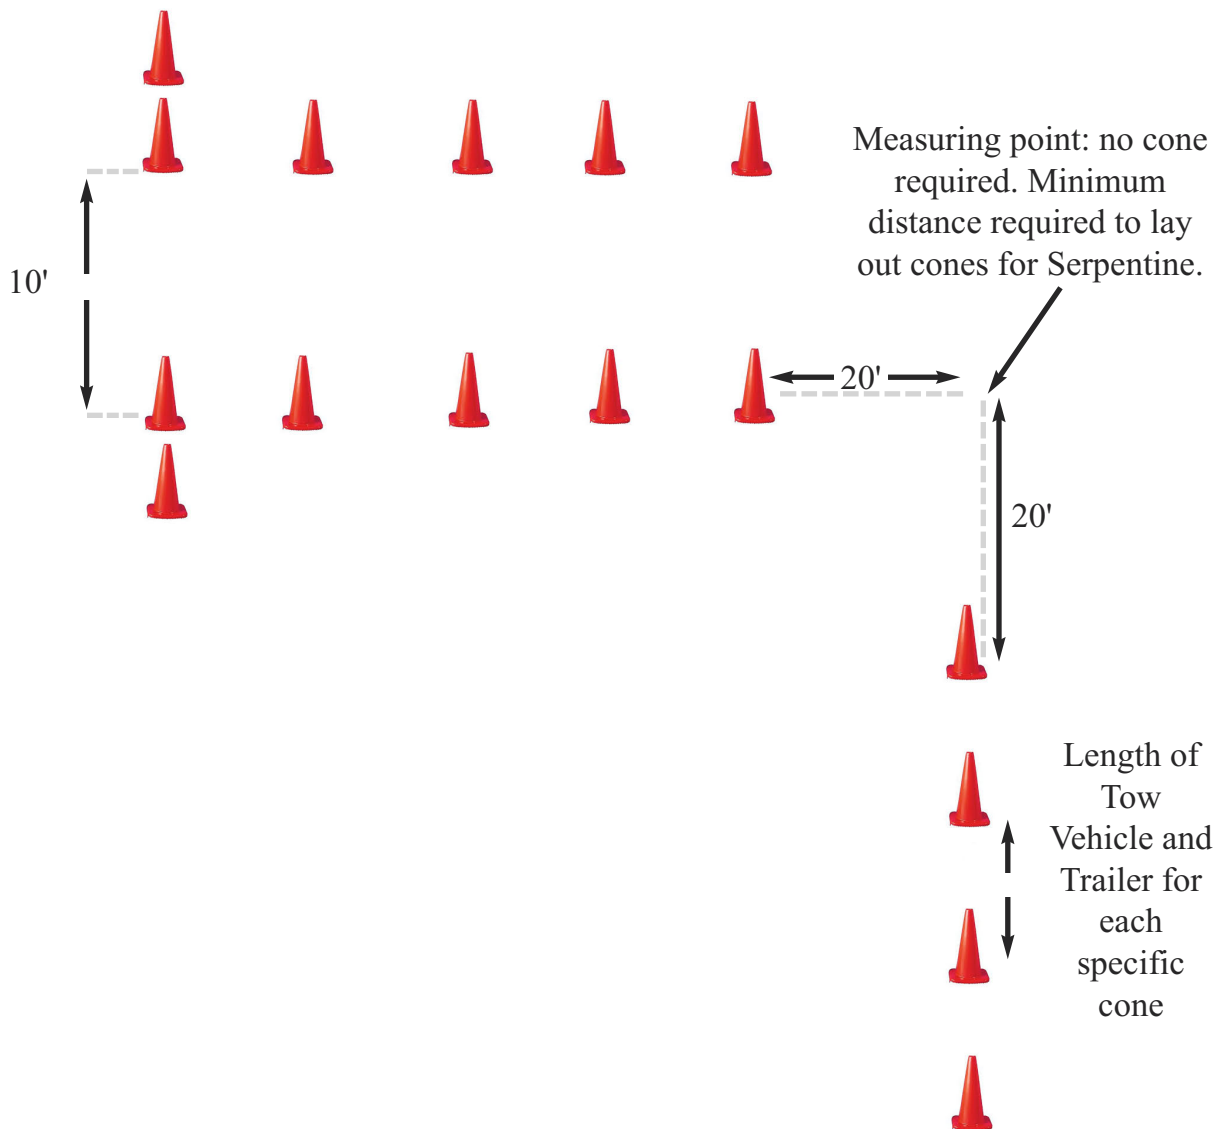 Measuring point: no cone
required. Minimum
distance required to lay
out cones for Serpentine.
10'
20'
20'
Length of
Tow
Vehicle and
Trailer for
each
specific
cone